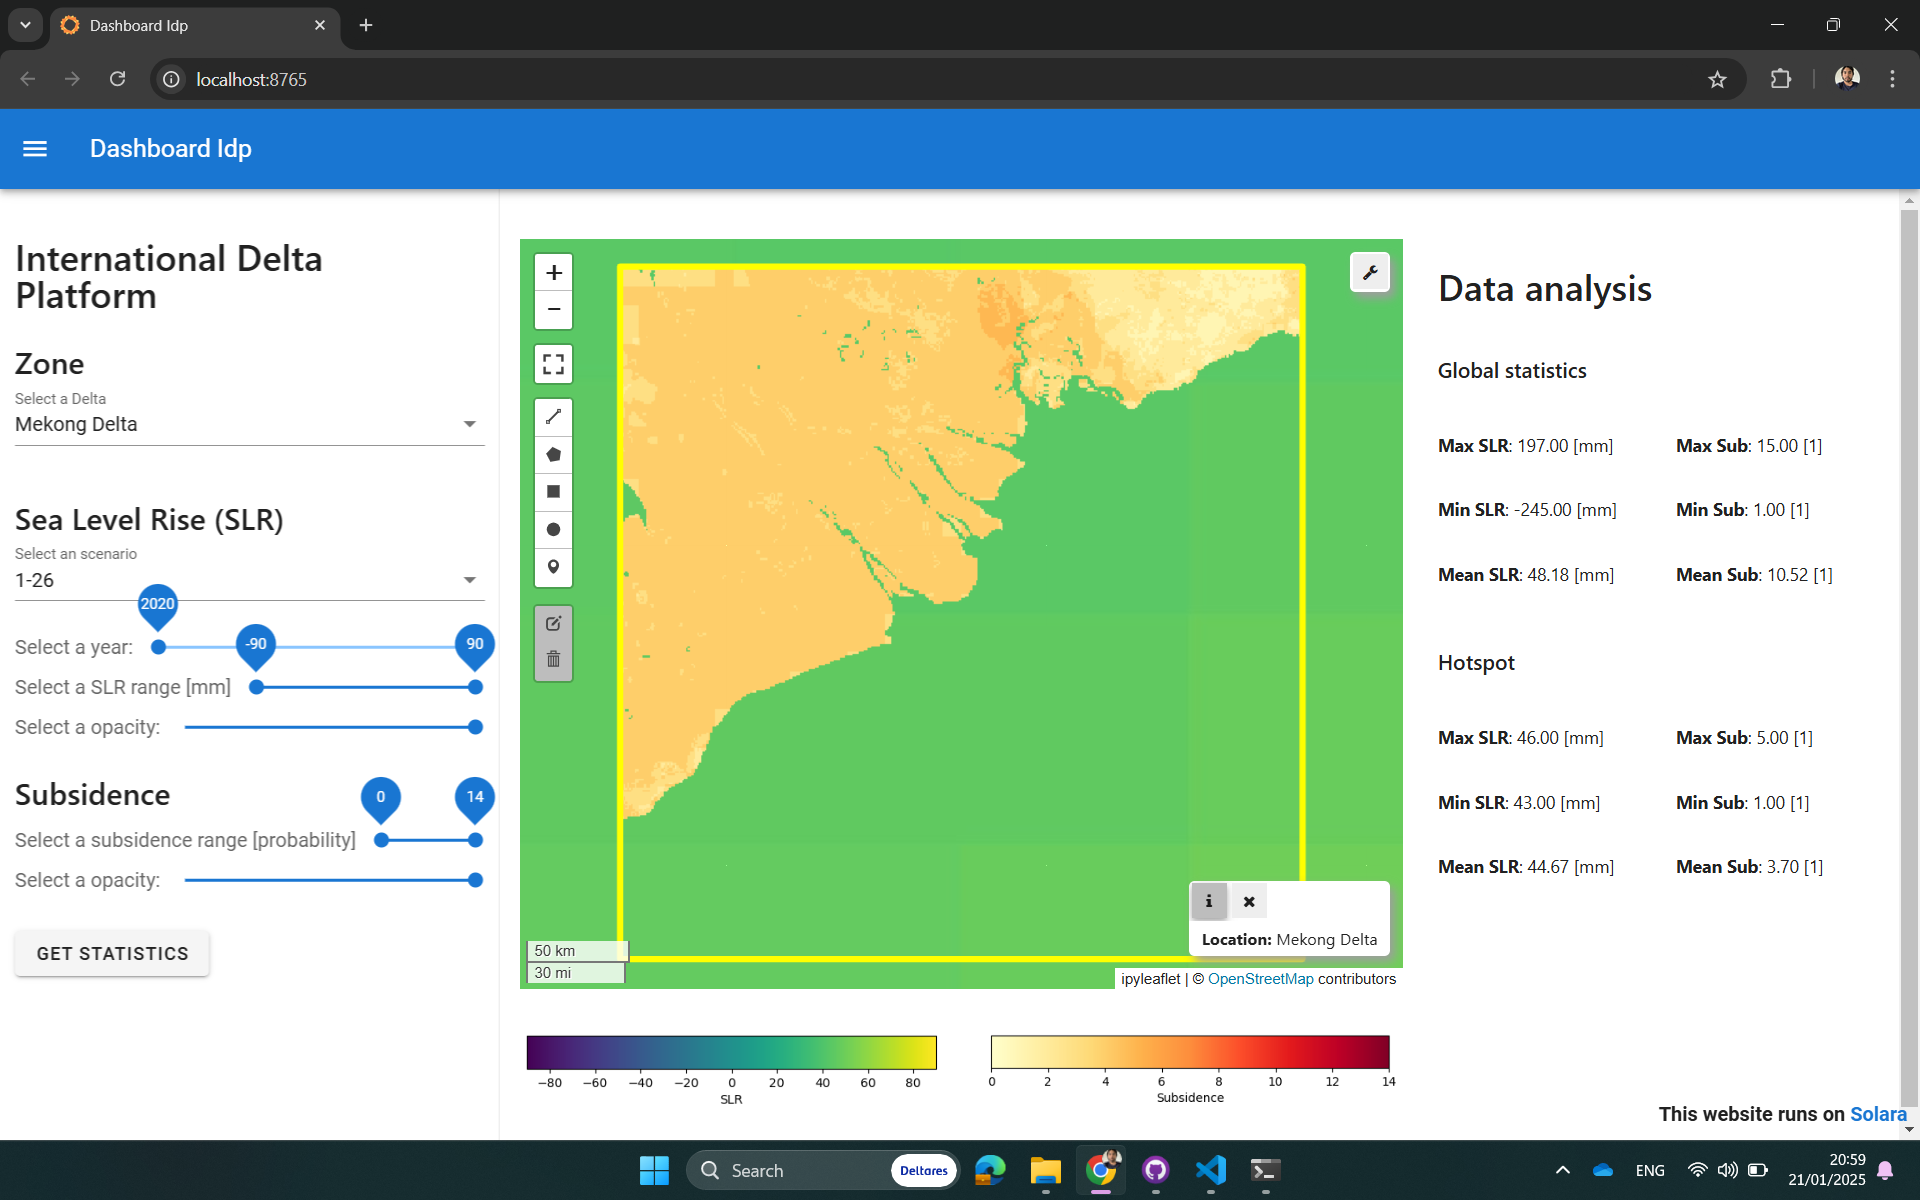 Dashboard Idp
localhost:8765
Dashboard Idp
International Delta
Platform
Zone
Select a Delta
Mekong Delta
Sea Level Rise (SLR)
Select an scenario
1-26
2020
Select a year:
-90
90
Select a SLR range [mm]
Select a opacity:
Subsidence
0
14
Select a subsidence range [probability]
Select a opacity:
GET STATISTICS
+
−
50 km
30 mi
i
Location: Mekong Delta
ipyleaflet | © OpenStreetMap contributors
−80 −60 −40 −20 0 20 40 60 80
SLR
0 2 4 6 8 10 12 14
Subsidence
Data analysis
Global statistics
Max SLR: 197.00 [mm] Max Sub: 15.00 [1]
Min SLR: -245.00 [mm] Min Sub: 1.00 [1]
Mean SLR: 48.18 [mm] Mean Sub: 10.52 [1]
Hotspot
Max SLR: 46.00 [mm] Max Sub: 5.00 [1]
Min SLR: 43.00 [mm] Min Sub: 1.00 [1]
Mean SLR: 44.67 [mm] Mean Sub: 3.70 [1]
This website runs on Solara
Search
Deltares
ENG
20:59
21/01/2025